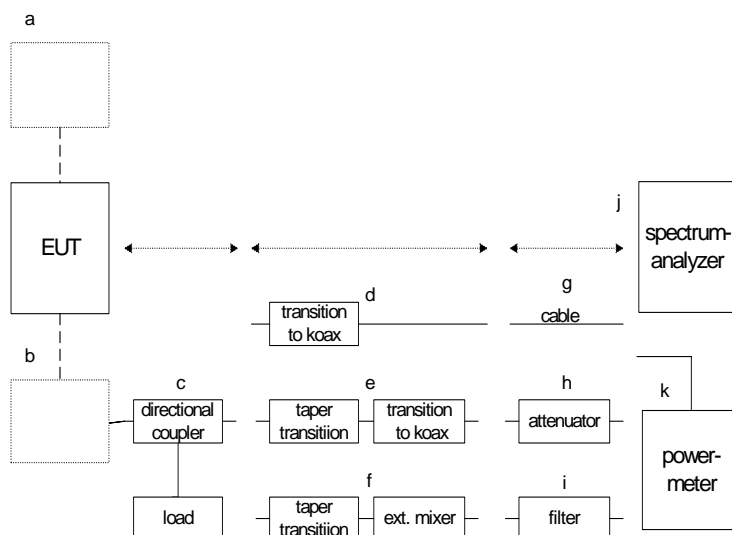 a
j
EUT
spectrum-
analyzer
d
g
transition
to koax
cable
b
c
e
h
k
directional
coupler
taper
transitiion
transition
to koax
attenuator
power-
meter
f
i
load
taper
transitiion
ext. mixer
filter